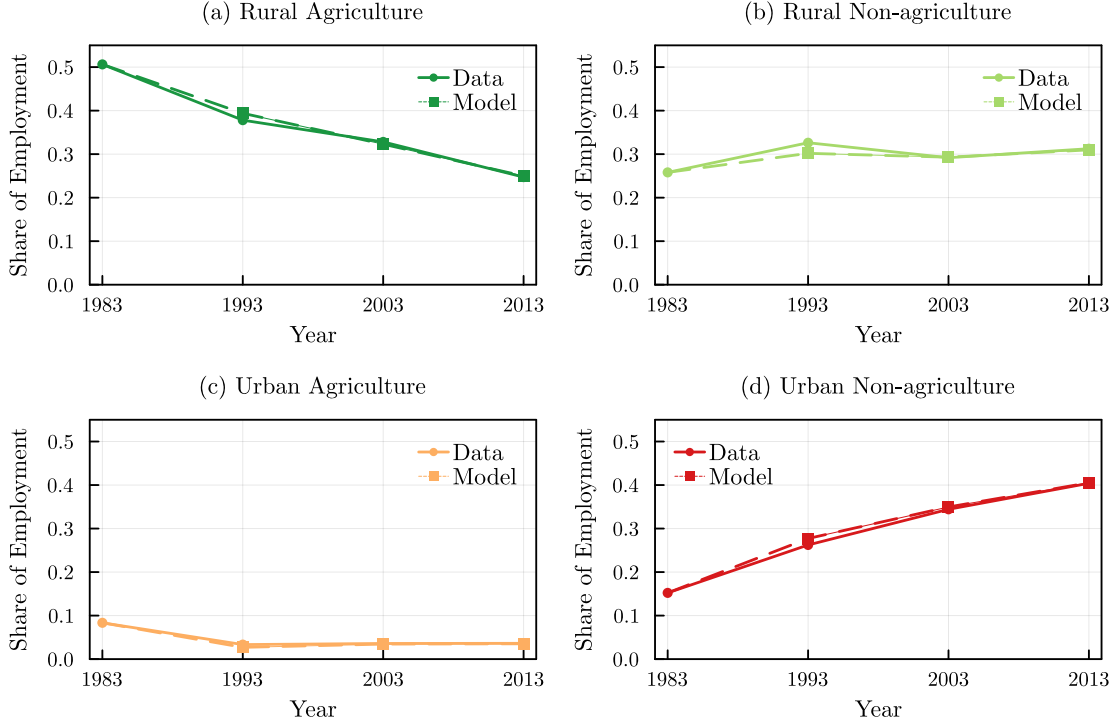 (a) Rural Agriculture
Share of Employment
0.5
0.4
0.3
0.2
0.1
0.0
Data
Model
1983
1993
2003
2013
Year
(b) Rural Non-agriculture
Share of Employment
0.5
0.4
0.3
0.2
0.1
0.0
Data
Model
1983
1993
2003
2013
Year
(c) Urban Agriculture
Share of Employment
0.5
0.4
0.3
0.2
0.1
0.0
Data
Model
1983
1993
2003
2013
Year
(d) Urban Non-agriculture
Share of Employment
0.5
0.4
0.3
0.2
0.1
0.0
Data
Model
1983
1993
2003
2013
Year